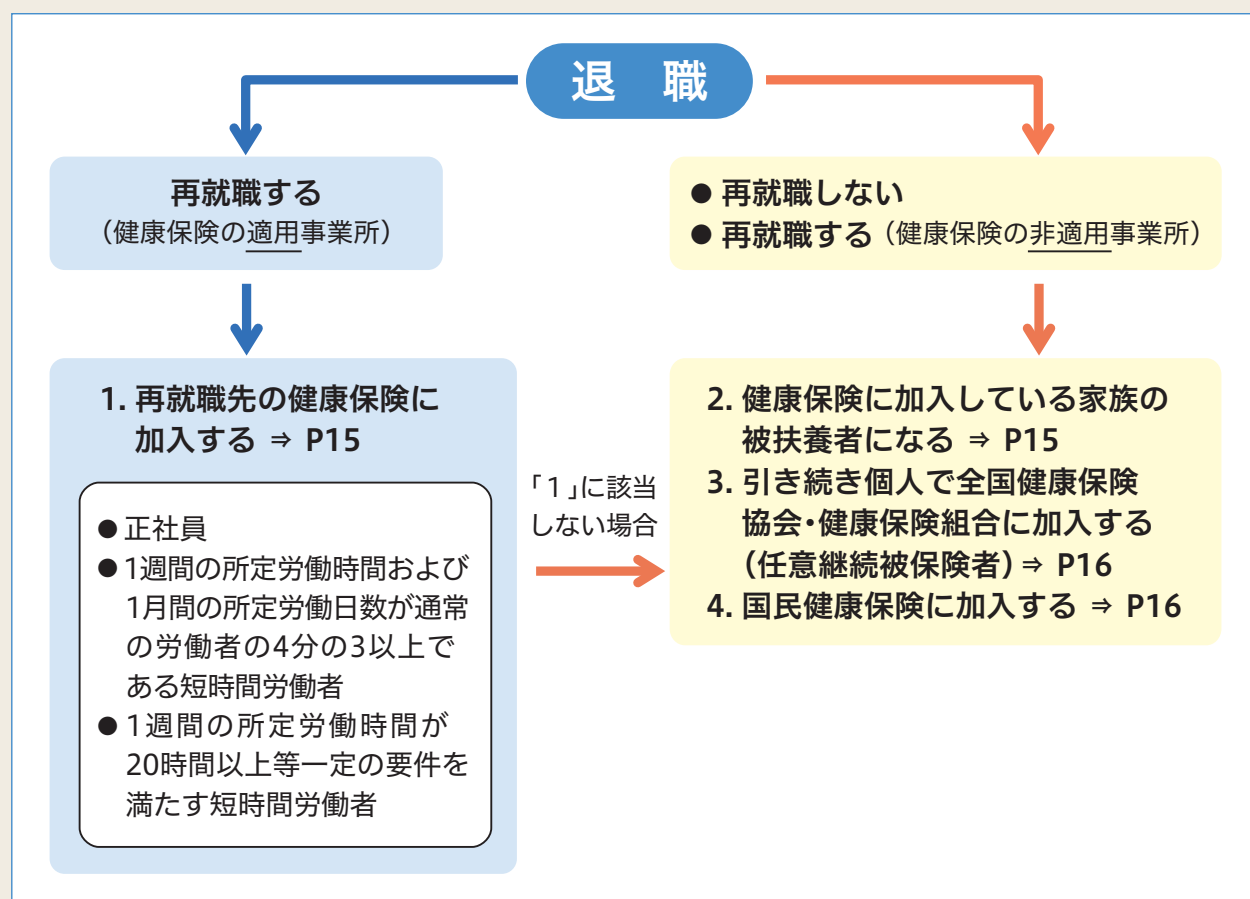 退　職
再就職する
（健康保険の適用事業所）
● 再就職しない
● 再就職する（健康保険の非適用事業所）
1. 再就職先の健康保険に
加入する ⇒ P15
● 正社員
● 1週間の所定労働時間および
1月間の所定労働日数が通常
の労働者の4分の3以上で
ある短時間労働者
● 1週間の所定労働時間が
20時間以上等一定の要件を
満たす短時間労働者
「1」に該当
しない場合
2. 健康保険に加入している家族の
被扶養者になる ⇒ P15
3. 引き続き個人で全国健康保険
協会・健康保険組合に加入する
（任意継続被保険者）⇒ P16
4. 国民健康保険に加入する ⇒ P16